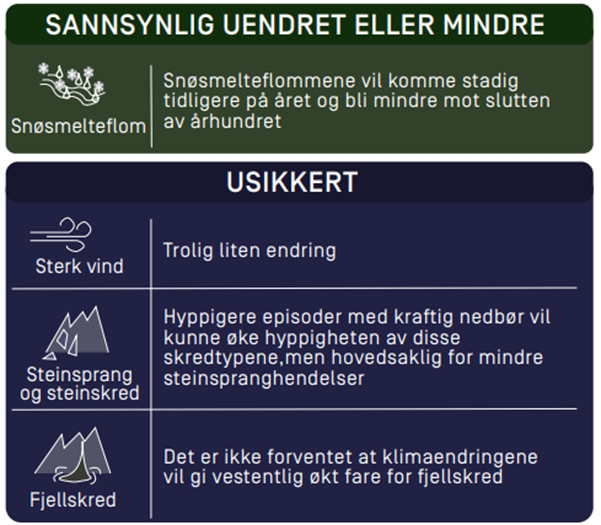 SANNSYNLIG UENDRET ELLER MINDRE
Snøsmelteflom
Snøsmelteflommene vil komme stadig
tidligere på året og bli mindre mot slutten
av århundret
USIKKERT
Sterk vind
Trolig liten endring
Steinsprang
og steinskred
Hyppigere episoder med kraftig nedbør vil
kunne øke hyppigheten av disse
skredtypene,men hovedsaklig for mindre
steinspranghendelser
Fjellskred
Det er ikke forventet at klimaendringene
vil gi vestentlig økt fare for fjellskred